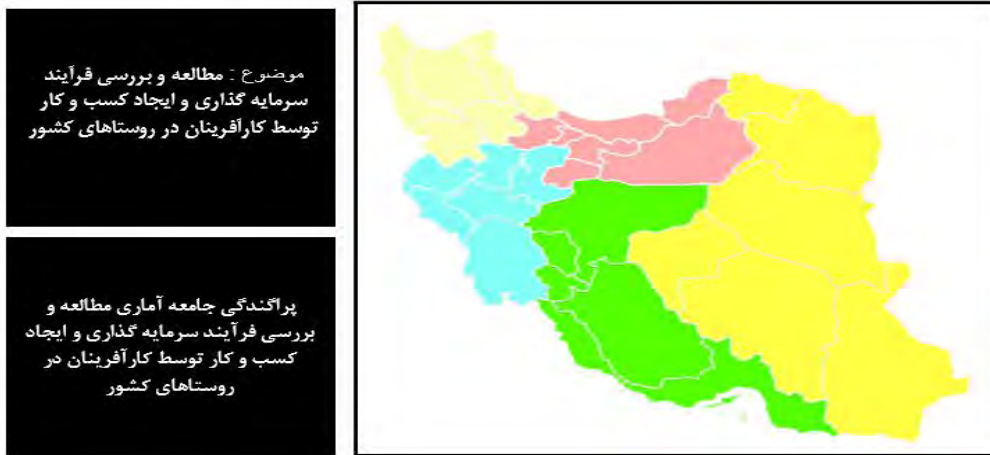 موضوع : مطالعه و بررسی فرآیند
سرمایه گذاری و ایجاد کسب و کار
توسط کارآفرینان در روستاهای کشور
پراگندگی جامعه آماری مطالعه و
بررسی فرآیند سرمایه گذاری و ایجاد
کسب و کار توسط کارآفرینان در
روستاهای کشور